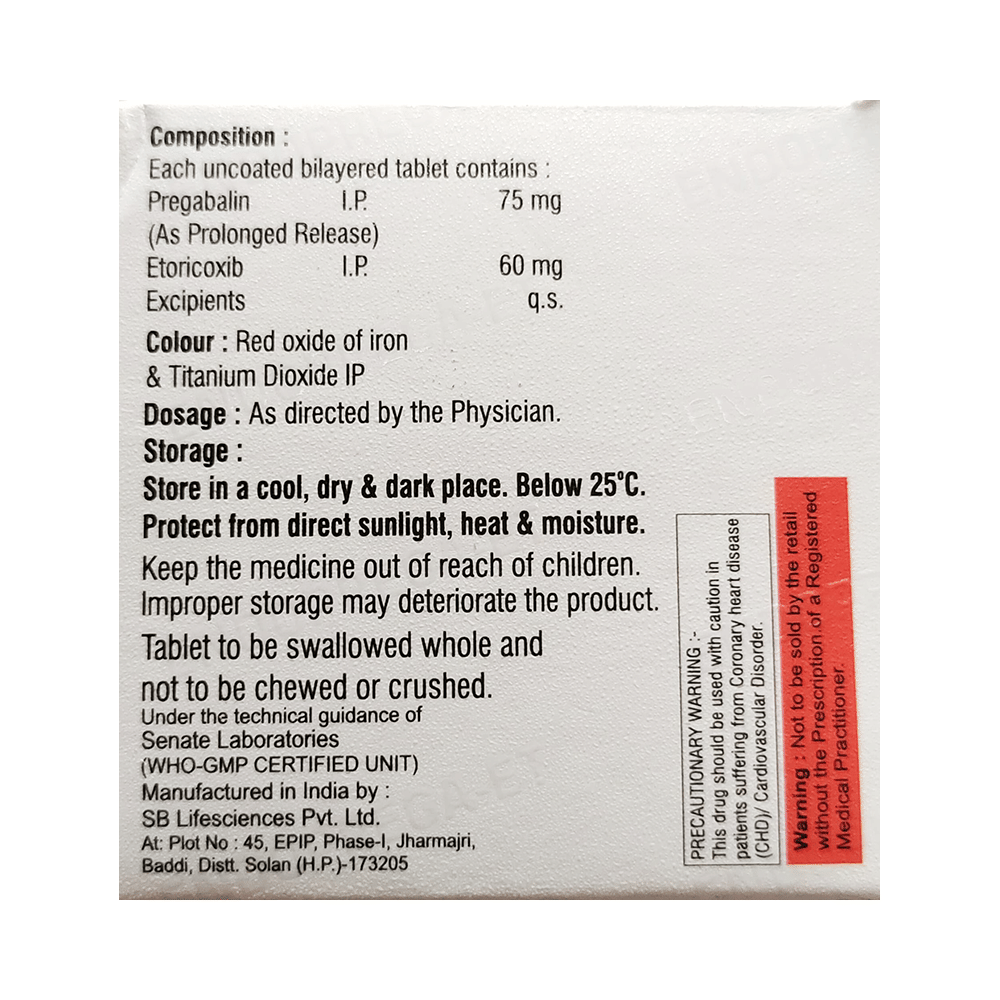 Composition :
Each uncoated bilayered tablet contains :
Pregabalin I.P. 75 mg
(As Prolonged Release)
Etoricoxib I.P. 60 mg
Excipients q.s.
Colour : Red oxide of iron
& Titanium Dioxide IP
Dosage : As directed by the Physician.
Storage :
Store in a cool, dry & dark place. Below 25°C.
Protect from direct sunlight, heat & moisture.
Keep the medicine out of reach of children.
Improper storage may deteriorate the product.
Tablet to be swallowed whole and
not to be chewed or crushed.
Under the technical guidance of
Senate Laboratories
(WHO-GMP CERTIFIED UNIT)
Manufactured in India by :
SB Lifesciences Pvt. Ltd.
At: Plot No : 45, EPIP, Phase-I, Jharmajri,
Baddi, Distt. Solan (H.P.)-173205
PRECAUTIONARY WARNING :-
This drug should be used with caution in
patients suffering from Coronary heart disease
(CHD)/ Cardiovascular Disorder.
Warning : Not to be sold by the retail
without the Prescription of a Registered
Medical Practitioner.